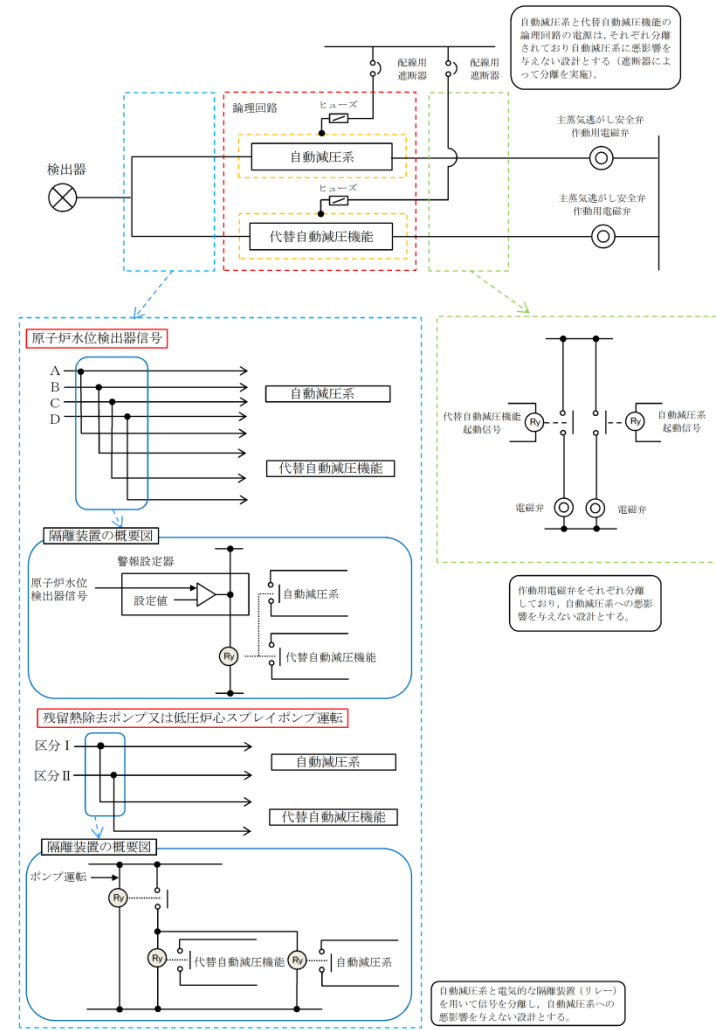 自動減圧系と代替自動減圧機能の
論理回路の電源は，それぞれ分離
されており自動減圧系に悪影響を
与えない設計とする（遮断器によ
って分離を実施）。
配線用
遮断器
配線用
遮断器
論理回路
ヒューズ
自動減圧系
ヒューズ
代替自動減圧機能
検出器
主蒸気逃がし安全弁
作動用電磁弁
主蒸気逃がし安全弁
作動用電磁弁
原子炉水位検出器信号
A
B
C
D
自動減圧系
代替自動減圧機能
隔離装置の概要図
警報設定器
原子炉水位
検出器信号
設定値
Ry
自動減圧系
代替自動減圧機能
残留熱除去ポンプ又は低圧炉心スプレイポンプ運転
区分Ⅰ
区分Ⅱ
自動減圧系
代替自動減圧機能
隔離装置の概要図
ポンプ運転
Ry
Ry
代替自動減圧機能
Ry
自動減圧系
代替自動減圧機能
起動信号
Ry
Ry
自動減圧系
起動信号
電磁弁
電磁弁
作動用電磁弁をそれぞれ分離
しており，自動減圧系への悪影
響を与えない設計とする。
自動減圧系と電気的な隔離装置（リレー）
を用いて信号を分離し，自動減圧系への
悪影響を与えない設計とする。